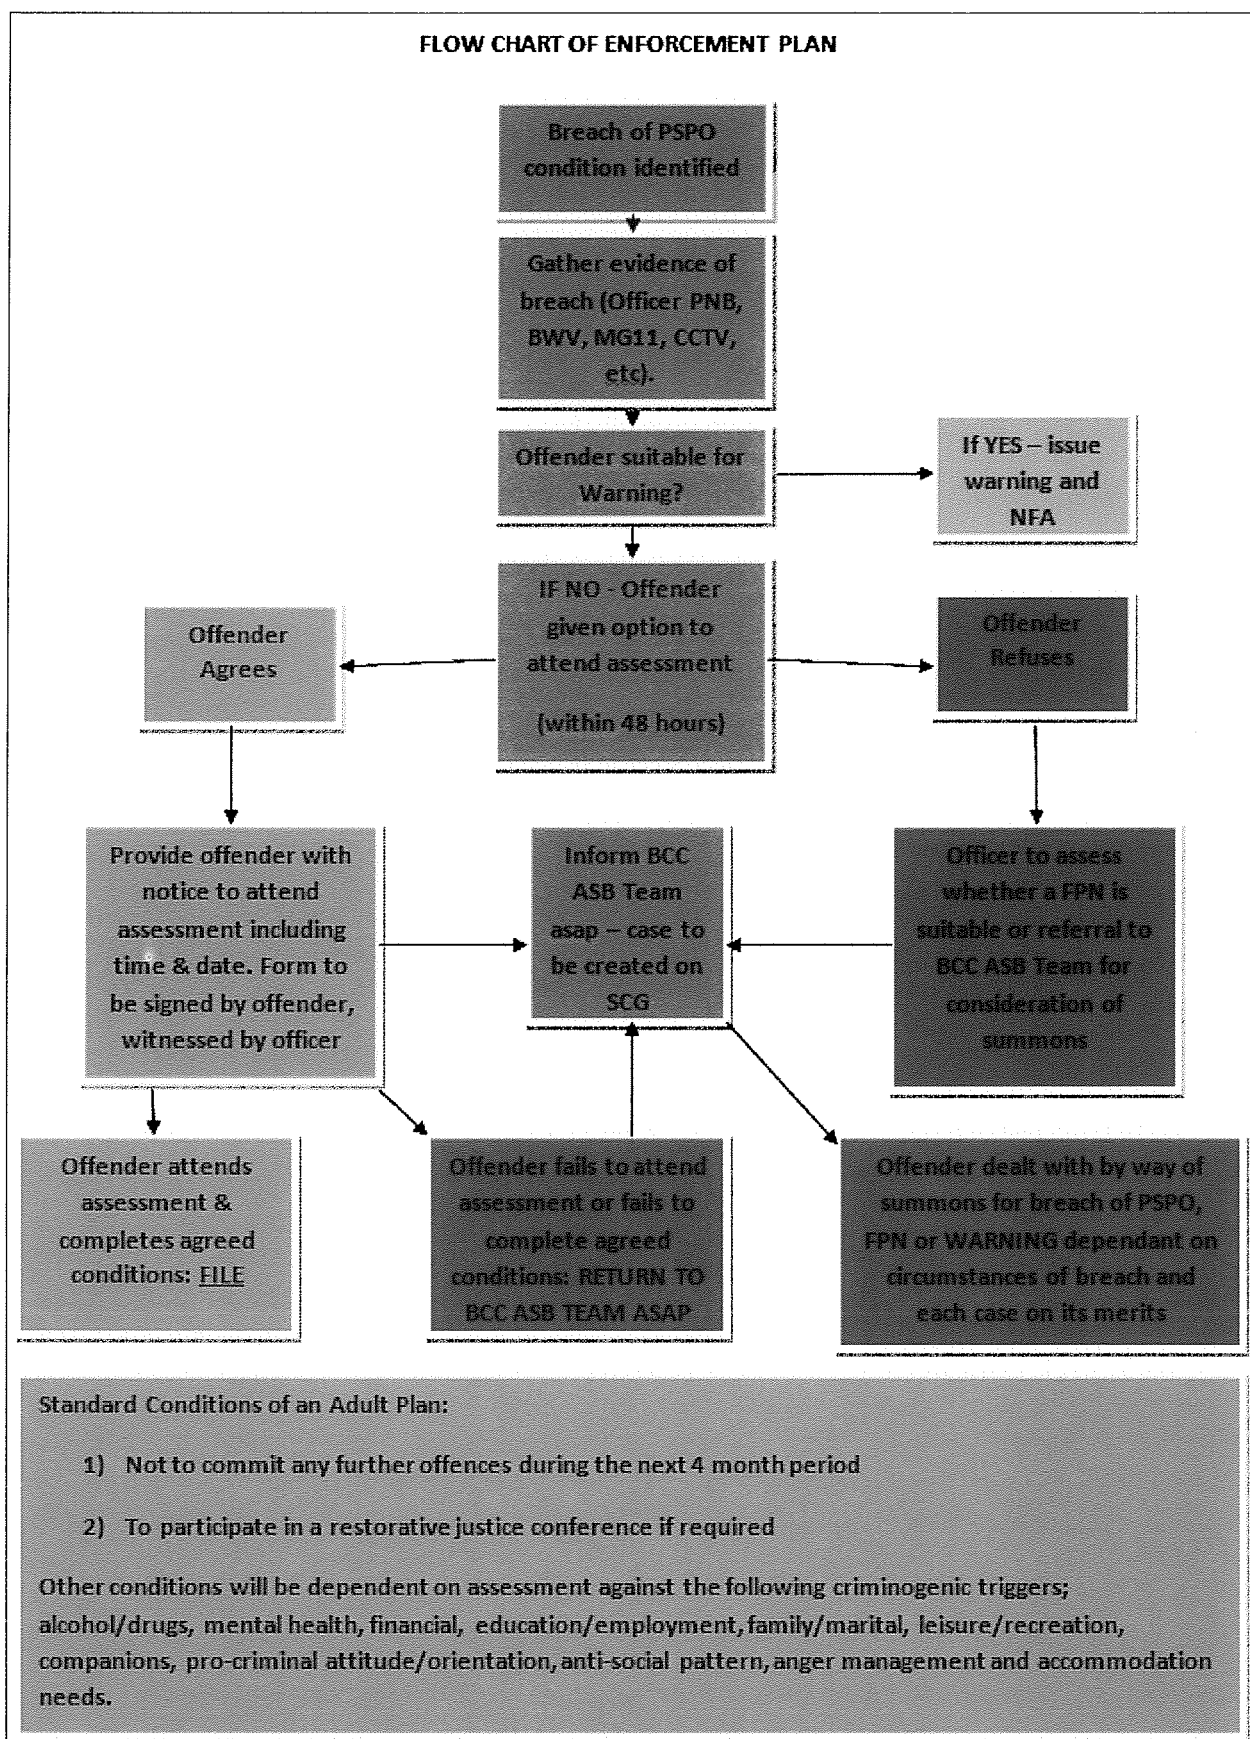 FLOW CHART OF ENFORCEMENT PLAN
Breach of PSPO
condition identified
Gather evidence of
breach (Officer PNB,
BWV, MG11, CCTV,
etc).
Offender suitable for
Warning?
If YES – issue
warning and
NFA
IF NO - Offender
given option to
attend assessment
(within 48 hours)
Offender
Agrees
Offender
Refuses
Provide offender with
notice to attend
assessment including
time & date. Form to
be signed by offender,
witnessed by officer
Inform BCC
ASB Team
asap – case to
be created on
SCG
Officer to assess
whether a FPN is
suitable or referral to
BCC ASB Team for
consideration of
summons
Offender attends
assessment &
completes agreed
conditions: FILE
Offender fails to attend
assessment or fails to
complete agreed
conditions: RETURN TO
BCC ASB TEAM ASAP
Offender dealt with by way of
summons for breach of PSPO,
FPN or WARNING dependant on
circumstances of breach and
each case on its merits
Standard Conditions of an Adult Plan:
1) Not to commit any further offences during the next 4 month period
2) To participate in a restorative justice conference if required
Other conditions will be dependent on assessment against the following criminogenic triggers;
alcohol/drugs, mental health, financial, education/employment, family/marital, leisure/recreation,
companions, pro-criminal attitude/orientation, anti-social pattern, anger management and accommodation
needs.